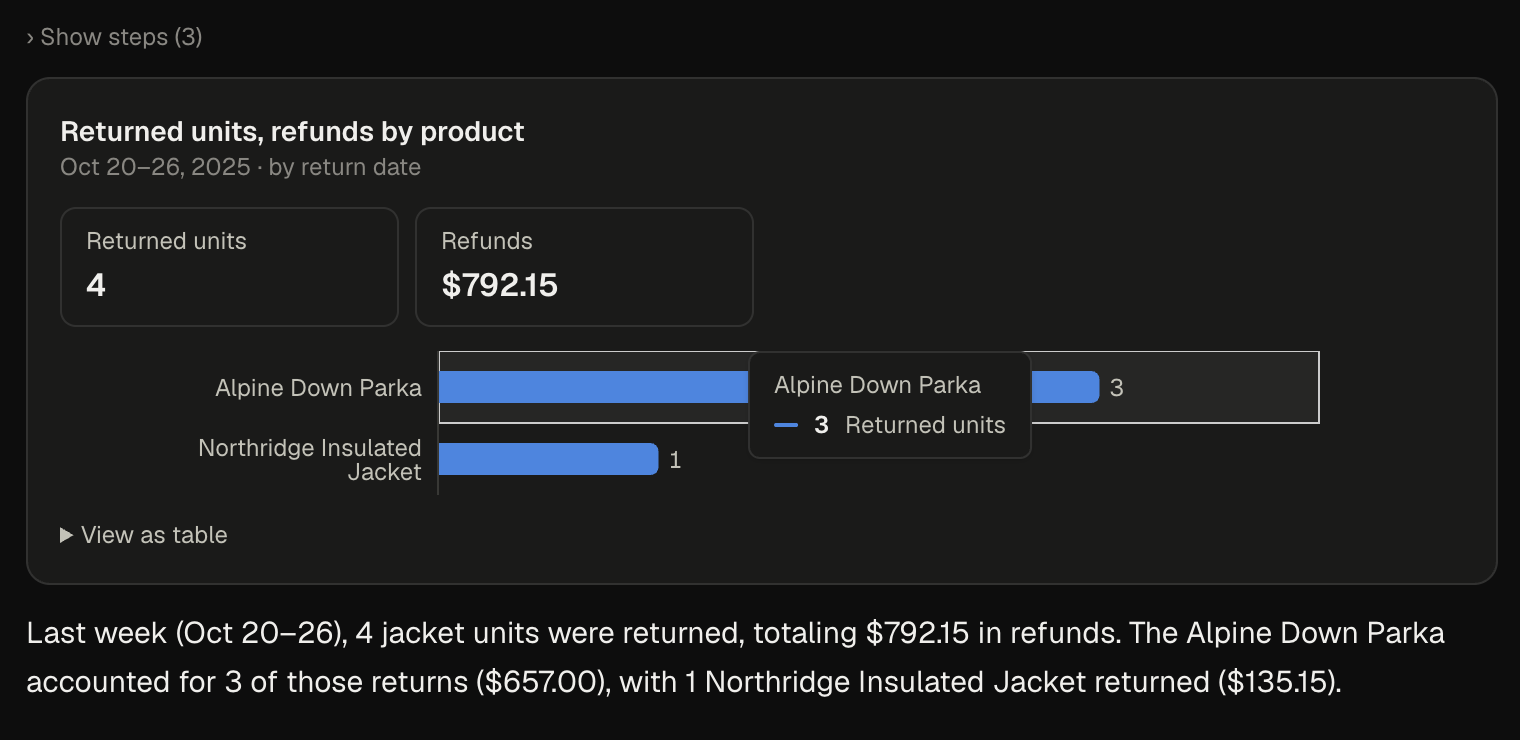 › Show steps (3)
Returned units, refunds by product
Oct 20–26, 2025 · by return date
Returned units
4
Refunds
$792.15
Alpine Down Parka
3
Alpine Down Parka
3 Returned units
Northridge Insulated
Jacket
1
▶ View as table
Last week (Oct 20–26), 4 jacket units were returned, totaling $792.15 in refunds. The Alpine Down Parka
accounted for 3 of those returns ($657.00), with 1 Northridge Insulated Jacket returned ($135.15).